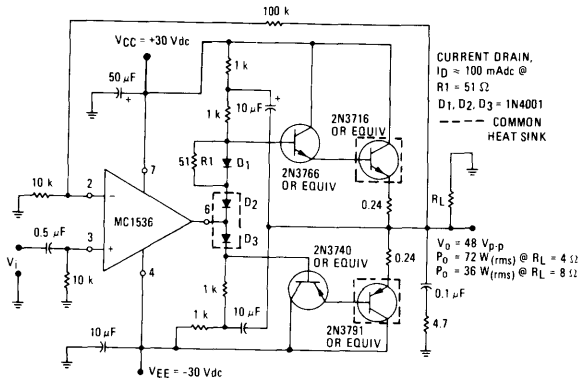 100 k
VCC = +30 Vdc
50 µF
+
1 k
1 k
10 µF
+
CURRENT DRAIN,
ID ≈ 100 mAdc @
R1 = 51 Ω
D1, D2, D3 = 1N4001
COMMON
HEAT SINK
2N3716
OR EQUIV
51
R1
D1
2N3766
OR EQUIV
10 k
2
−
7
MC1536
6
D2
D3
0.24
RL
0.5 µF
3
+
Vi
10 k
4
2N3740
OR EQUIV
0.24
VO = 48 Vp-p
PO = 72 W(rms) @ RL = 4 Ω
PO = 36 W(rms) @ RL = 8 Ω
1 k
1 k
10 µF
0.1 µF
10 µF
+
2N3791
OR EQUIV
4.7
VEE = −30 Vdc